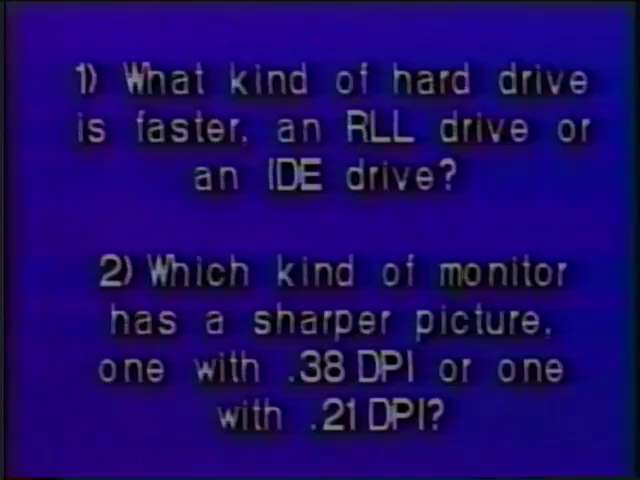 1) What kind of hard drive
is faster, an RLL drive or
an IDE drive?
2) Which kind of monitor
has a sharper picture,
one with .38 DPI or one
with .21 DPI?